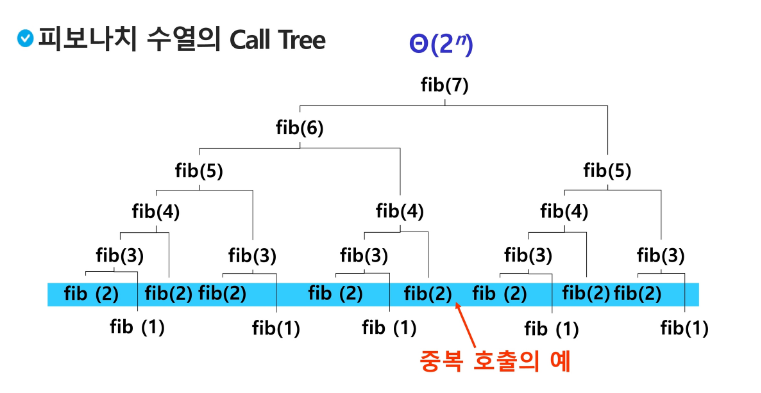 피보나치 수열의 Call Tree
Θ(2ⁿ)
fib(7)
fib(6)
fib(5) fib(5)
fib(4) fib(4) fib(4)
fib(3) fib(3) fib(3) fib(3) fib(3)
fib (2) fib(2) fib(2) fib (2) fib(2) fib (2) fib(2) fib(2)
fib (1) fib(1) fib (1) fib (1) fib(1)
중복 호출의 예